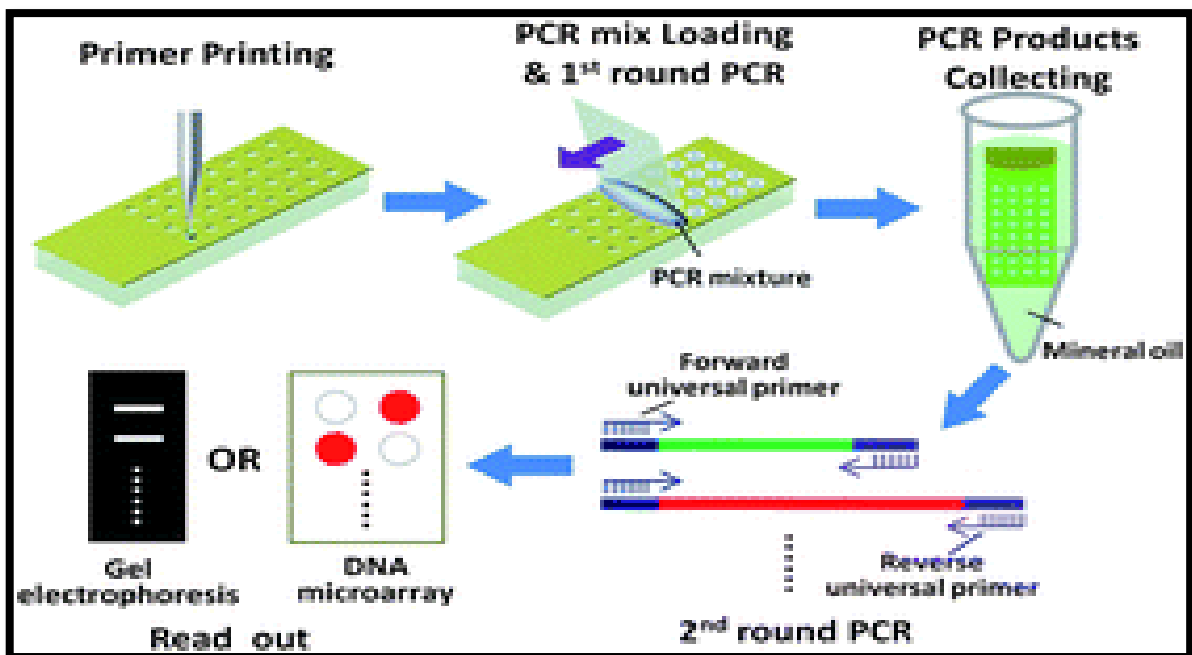 Primer Printing
PCR mix Loading
& 1st round PCR
PCR Products
Collecting
PCR mixture
Miineral oil
Forward
universal primer
OR
Reverse
universal primer
Gel
electrophoresis
DNA
microarray
Read out
2nd round PCR